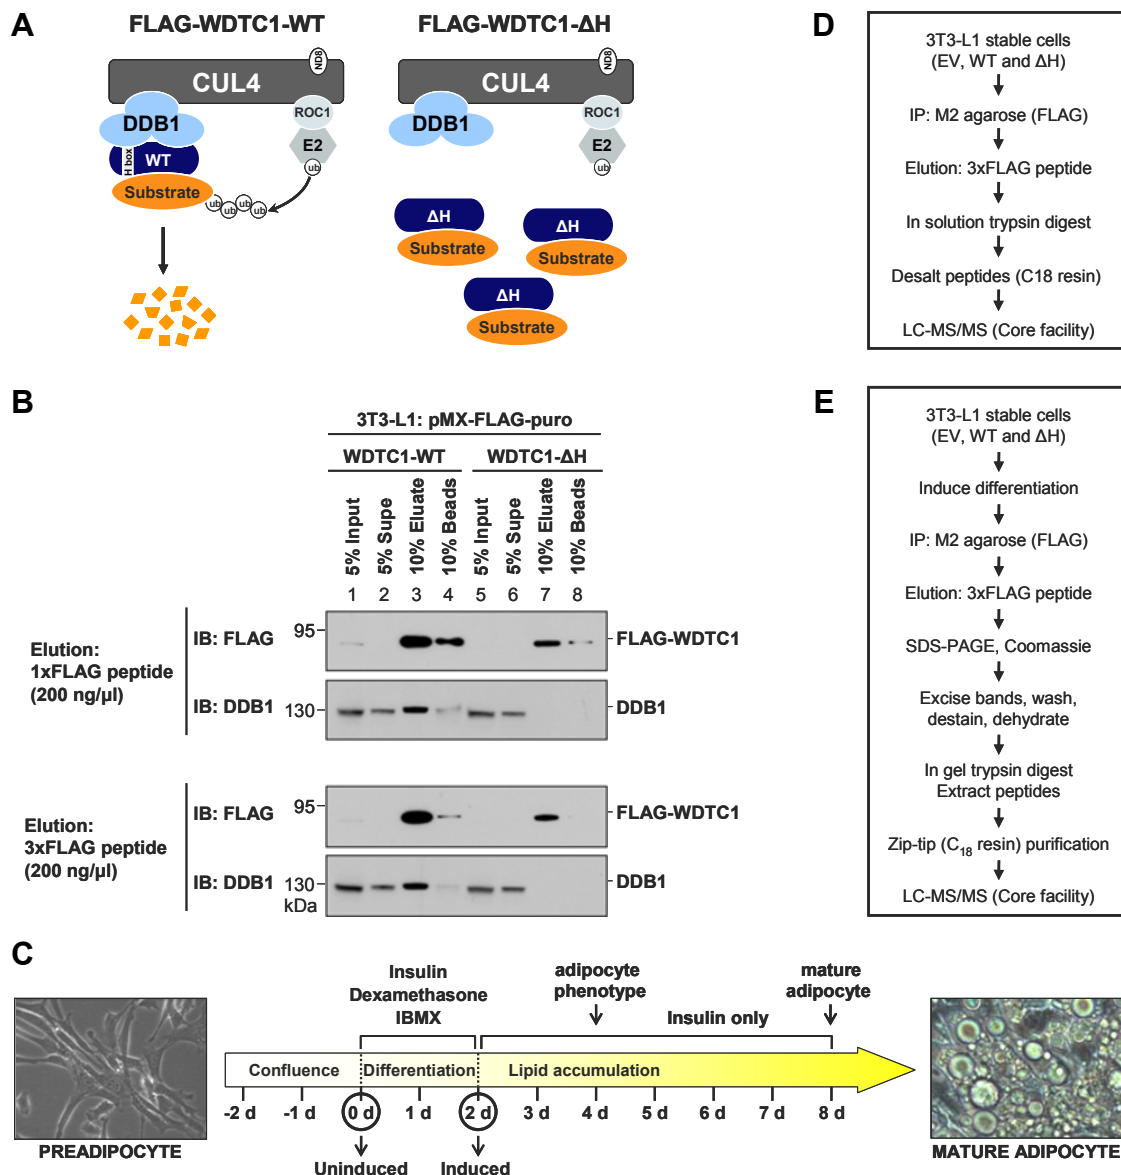 A
FLAG-WDTC1-WT
FLAG-WDTC1-ΔH
ND8
CUL4
DDB1
ROC1
H box
WT
E2
ub
Substrate
ub
ub
ub
ub
ND8
CUL4
DDB1
ROC1
E2
ub
ΔH
Substrate
ΔH
Substrate
ΔH
Substrate
D
3T3-L1 stable cells
(EV, WT and ΔH)
IP: M2 agarose (FLAG)
Elution: 3xFLAG peptide
In solution trypsin digest
Desalt peptides (C18 resin)
LC-MS/MS (Core facility)
B
3T3-L1: pMX-FLAG-puro
WDTC1-WT
WDTC1-ΔH
5% Input
5% Supe
10% Eluate
10% Beads
5% Input
5% Supe
10% Eluate
10% Beads
1 2 3 4 5 6 7 8
Elution:
1xFLAG peptide
(200 ng/µl)
IB: FLAG
95
FLAG-WDTC1
IB: DDB1
130
DDB1
Elution:
3xFLAG peptide
(200 ng/µl)
IB: FLAG
95
FLAG-WDTC1
IB: DDB1
130
kDa
DDB1
E
3T3-L1 stable cells
(EV, WT and ΔH)
Induce differentiation
IP: M2 agarose (FLAG)
Elution: 3xFLAG peptide
SDS-PAGE, Coomassie
Excise bands, wash,
destain, dehydrate
In gel trypsin digest
Extract peptides
Zip-tip (C18 resin) purification
LC-MS/MS (Core facility)
C
PREADIPOCYTE
Insulin
Dexamethasone
IBMX
adipocyte
phenotype
mature
adipocyte
Insulin only
Confluence
Differentiation
Lipid accumulation
-2 d -1 d 0 d 1 d 2 d 3 d 4 d 5 d 6 d 7 d 8 d
Uninduced
Induced
MATURE ADIPOCYTE